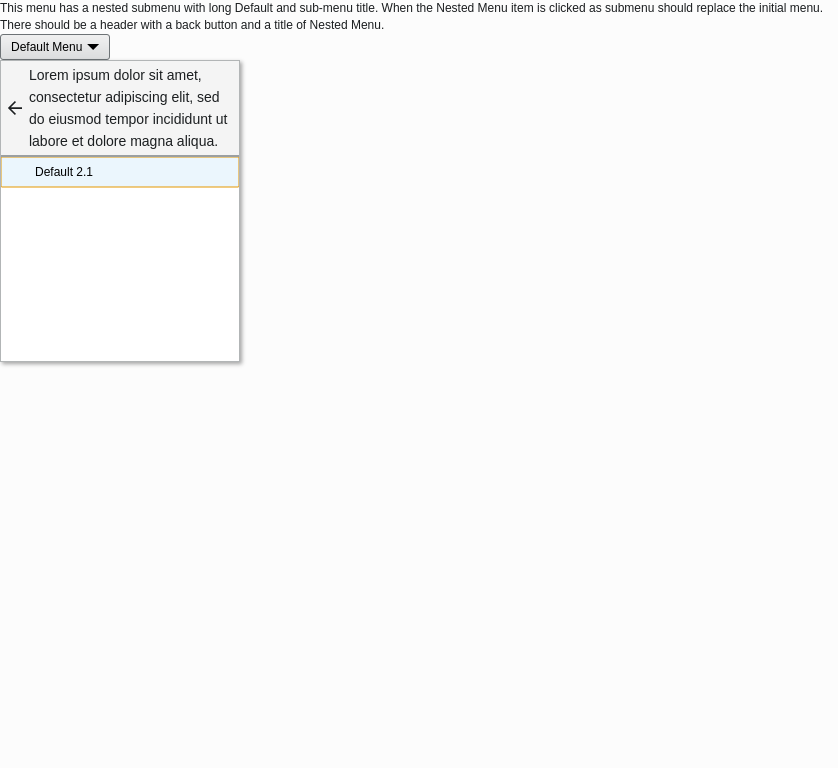 This menu has a nested submenu with long Default and sub-menu title. When the Nested Menu item is clicked as submenu should replace the initial menu.
There should be a header with a back button and a title of Nested Menu.
Default Menu
Lorem ipsum dolor sit amet,
consectetur adipiscing elit, sed
do eiusmod tempor incididunt ut
labore et dolore magna aliqua.
Default 2.1